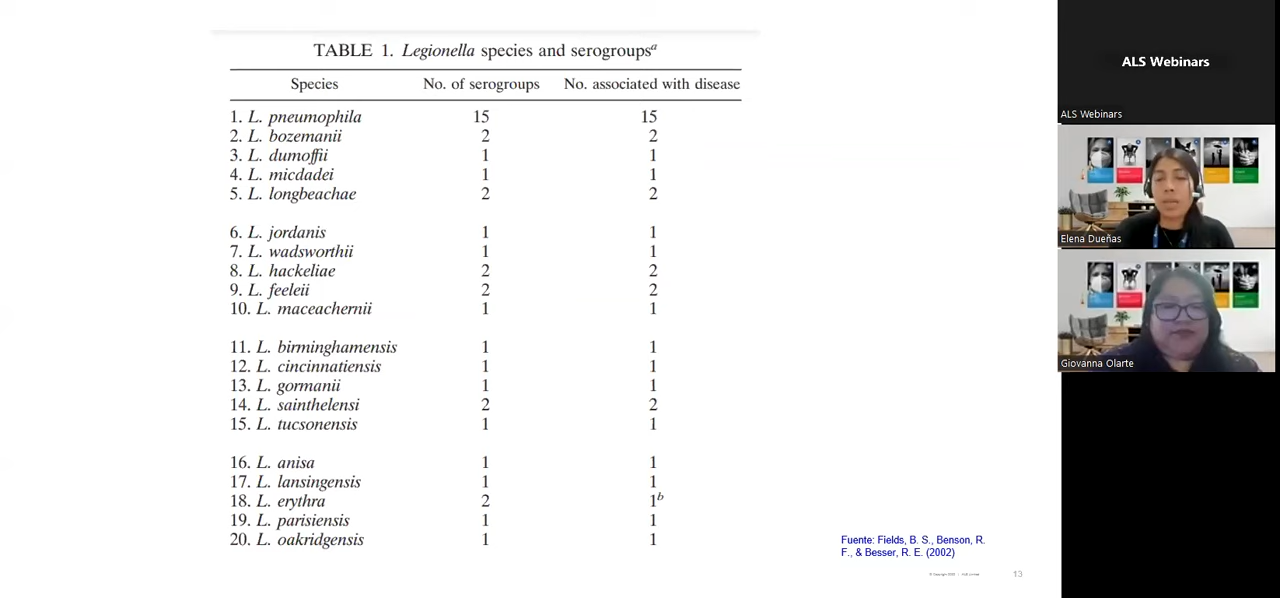 TABLE 1. Legionella species and serogroupsa
Species No. of serogroups No. associated with disease
1. L. pneumophila 15 15
2. L. bozemanii 2 2
3. L. dumoffii 1 1
4. L. micdadei 1 1
5. L. longbeachae 2 2
6. L. jordanis 1 1
7. L. wadsworthii 1 1
8. L. hackeliae 2 2
9. L. feeleii 2 2
10. L. maceachernii 1 1
11. L. birminghamensis 1 1
12. L. cincinnatiensis 1 1
13. L. gormanii 1 1
14. L. sainthelensi 2 2
15. L. tucsonensis 1 1
16. L. anisa 1 1
17. L. lansingensis 1 1
18. L. erythra 2 1b
19. L. parisiensis 1 1
20. L. oakridgensis 1 1
Fuente: Fields, B. S., Benson, R.
F., & Besser, R. E. (2002)
13
ALS Webinars
ALS Webinars
Elena Dueñas
Giovanna Olarte